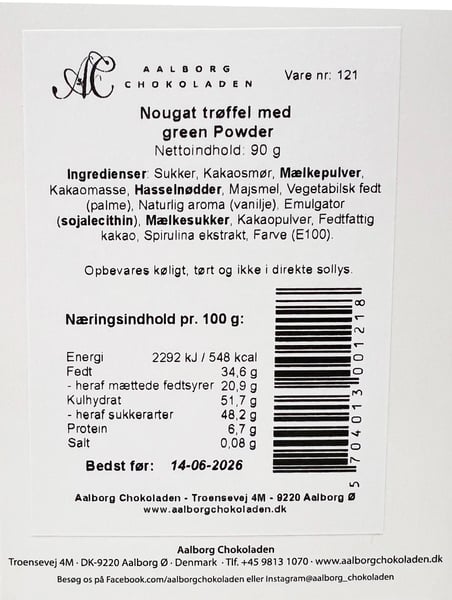 AC
AALBORG
CHOKOLADEN
Vare nr: 121
Nougat trøffel med
green Powder
Nettoindhold: 90 g
Ingredienser: Sukker, Kakaosmør, Mælkepulver,
Kakaomasse, Hasselnødder, Majsmel, Vegetabilsk fedt
(palme), Naturlig aroma (vanilje), Emulgator
(sojalecithin), Mælkesukker, Kakaopulver, Fedtfattig
kakao, Spirulina ekstrakt, Farve (E100).
Opbevares køligt, tørt og ikke i direkte sollys.
Næringsindhold pr. 100 g:
Energi 2292 kJ / 548 kcal
Fedt 34,6 g
- heraf mættede fedtsyrer 20,9 g
Kulhydrat 51,7 g
- heraf sukkerarter 48,2 g
Protein 6,7 g
Salt 0,08 g
Bedst før: 14-06-2026
5 704013 001218
Aalborg Chokoladen - Troensevej 4M - 9220 Aalborg Ø
www.aalborgchokoladen.dk
Aalborg Chokoladen
Troensevej 4M · DK-9220 Aalborg Ø · Denmark · Tlf. +45 9813 1070 · www.aalborgchokoladen.dk
Besøg os på Facebook.com/aalborgchokoladen eller Instagram@aalborg_chokoladen